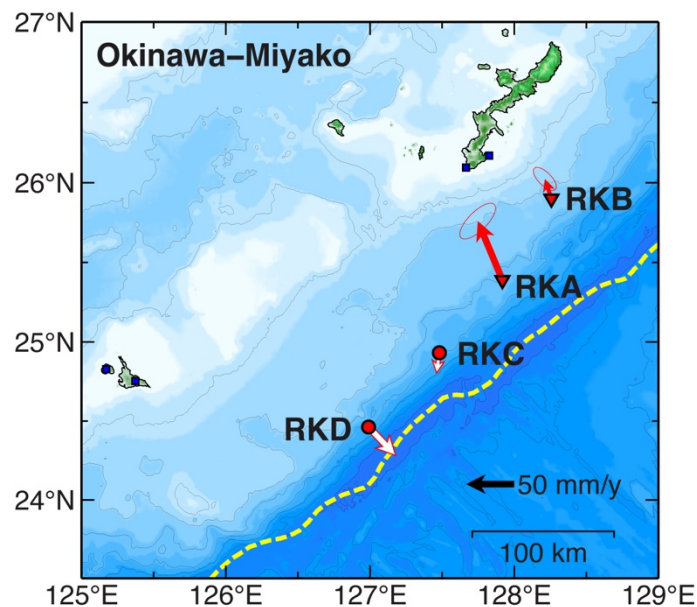 27°N
Okinawa–Miyako
26°N
RKB
RKA
25°N
RKC
RKD
50 mm/y
24°N
100 km
125°E
126°E
127°E
128°E
129°E